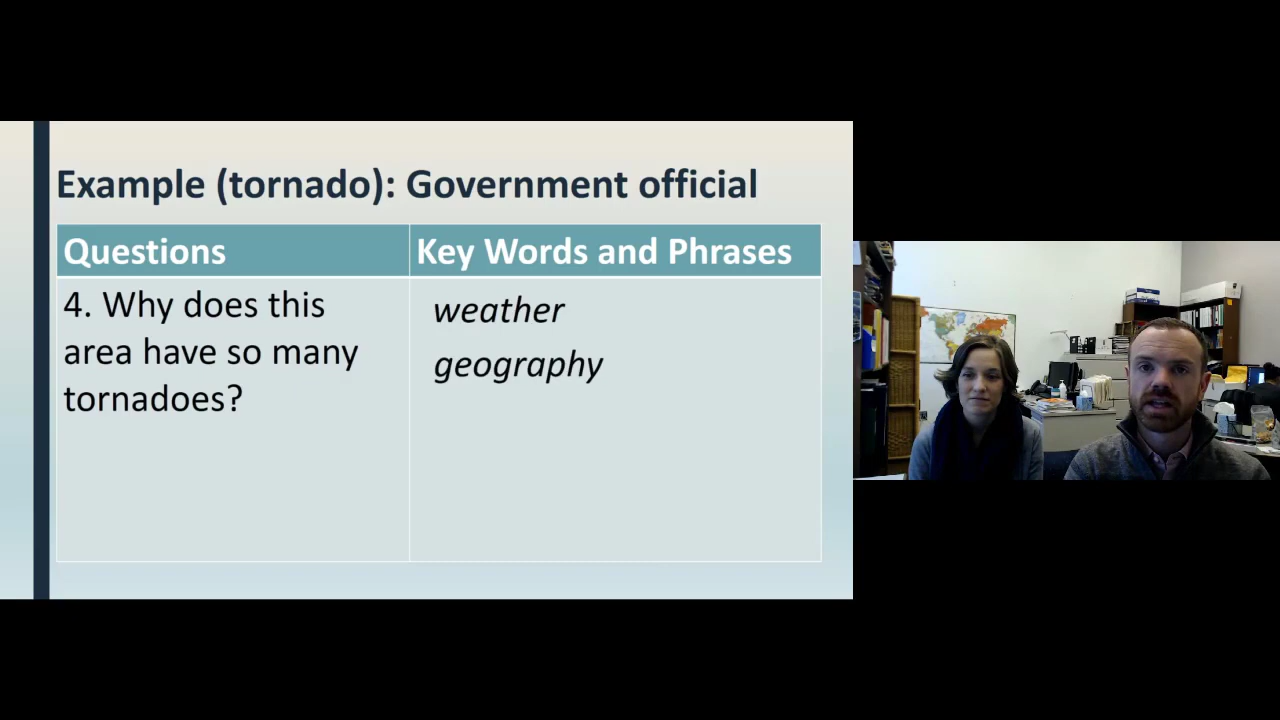 Example (tornado): Government official
Questions
Key Words and Phrases
4. Why does this
area have so many
tornadoes?
weather
geography